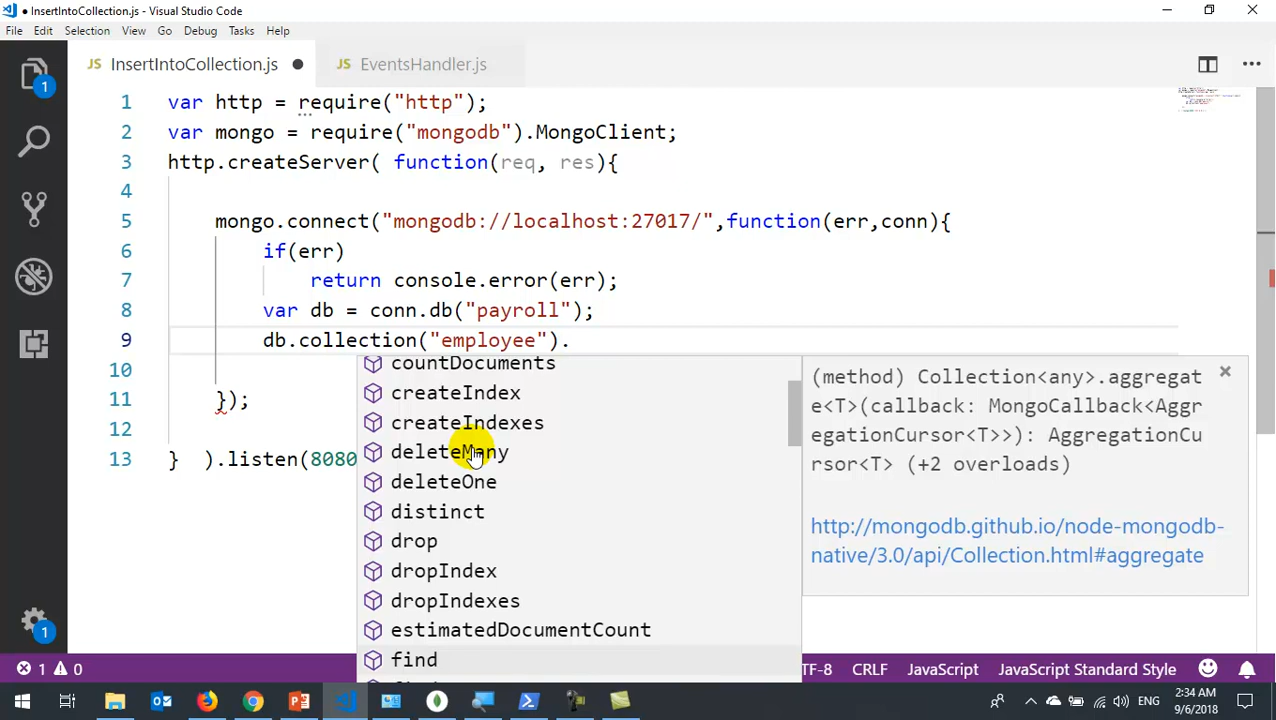 InsertIntoCollection.js - Visual Studio Code
File Edit Selection View Go Debug Tasks Help
JS InsertIntoCollection.js JS EventsHandler.js
1 var http = require("http");
2 var mongo = require("mongodb").MongoClient;
3 http.createServer( function(req, res){
4
5 mongo.connect("mongodb://localhost:27017/",function(err,conn){
6 if(err)
7 return console.error(err);
8 var db = conn.db("payroll");
9 db.collection("employee").
10
11 });
12
13 } ).listen(8080
countDocuments
createIndex
createIndexes
deleteMany
deleteOne
distinct
drop
dropIndex
dropIndexes
estimatedDocumentCount
find
(method) Collection<any>.aggregat
e<T>(callback: MongoCallback<Aggr
egationCursor<T>>): AggregationCu
rsor<T> (+2 overloads)
http://mongodb.github.io/node-mongodb-
native/3.0/api/Collection.html#aggregate
1
1
1 0 TF-8 CRLF JavaScript JavaScript Standard Style
ENG 2:34 AM
9/6/2018